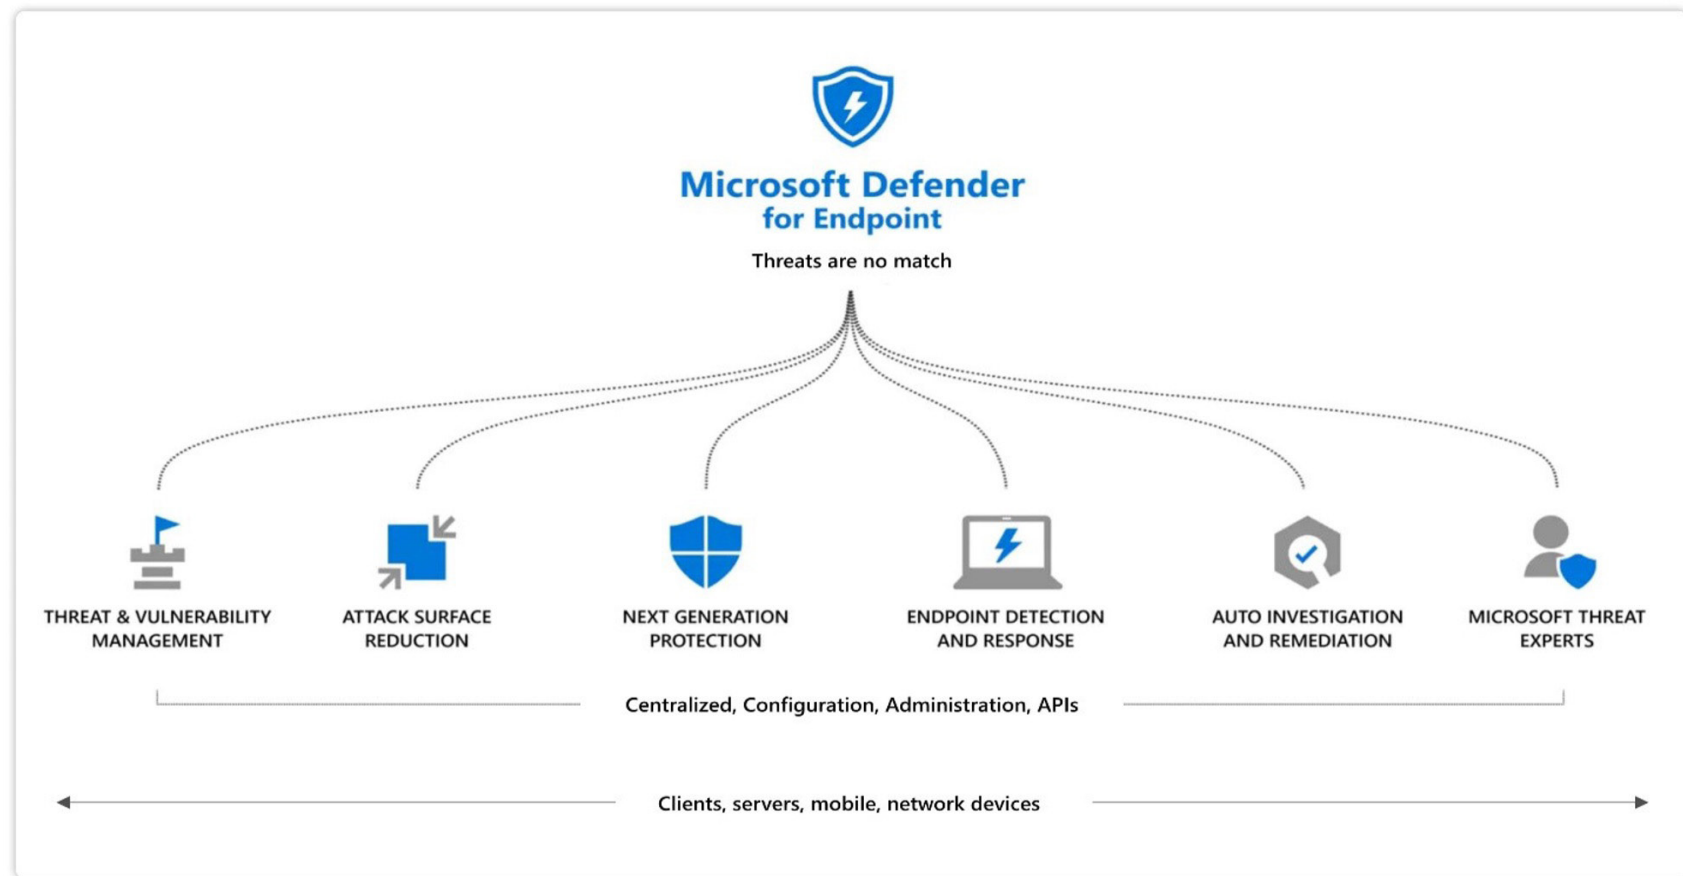 Microsoft Defender
for Endpoint
Threats are no match
THREAT & VULNERABILITY
MANAGEMENT
ATTACK SURFACE
REDUCTION
NEXT GENERATION
PROTECTION
ENDPOINT DETECTION
AND RESPONSE
AUTO INVESTIGATION
AND REMEDIATION
MICROSOFT THREAT
EXPERTS
Centralized, Configuration, Administration, APIs
Clients, servers, mobile, network devices